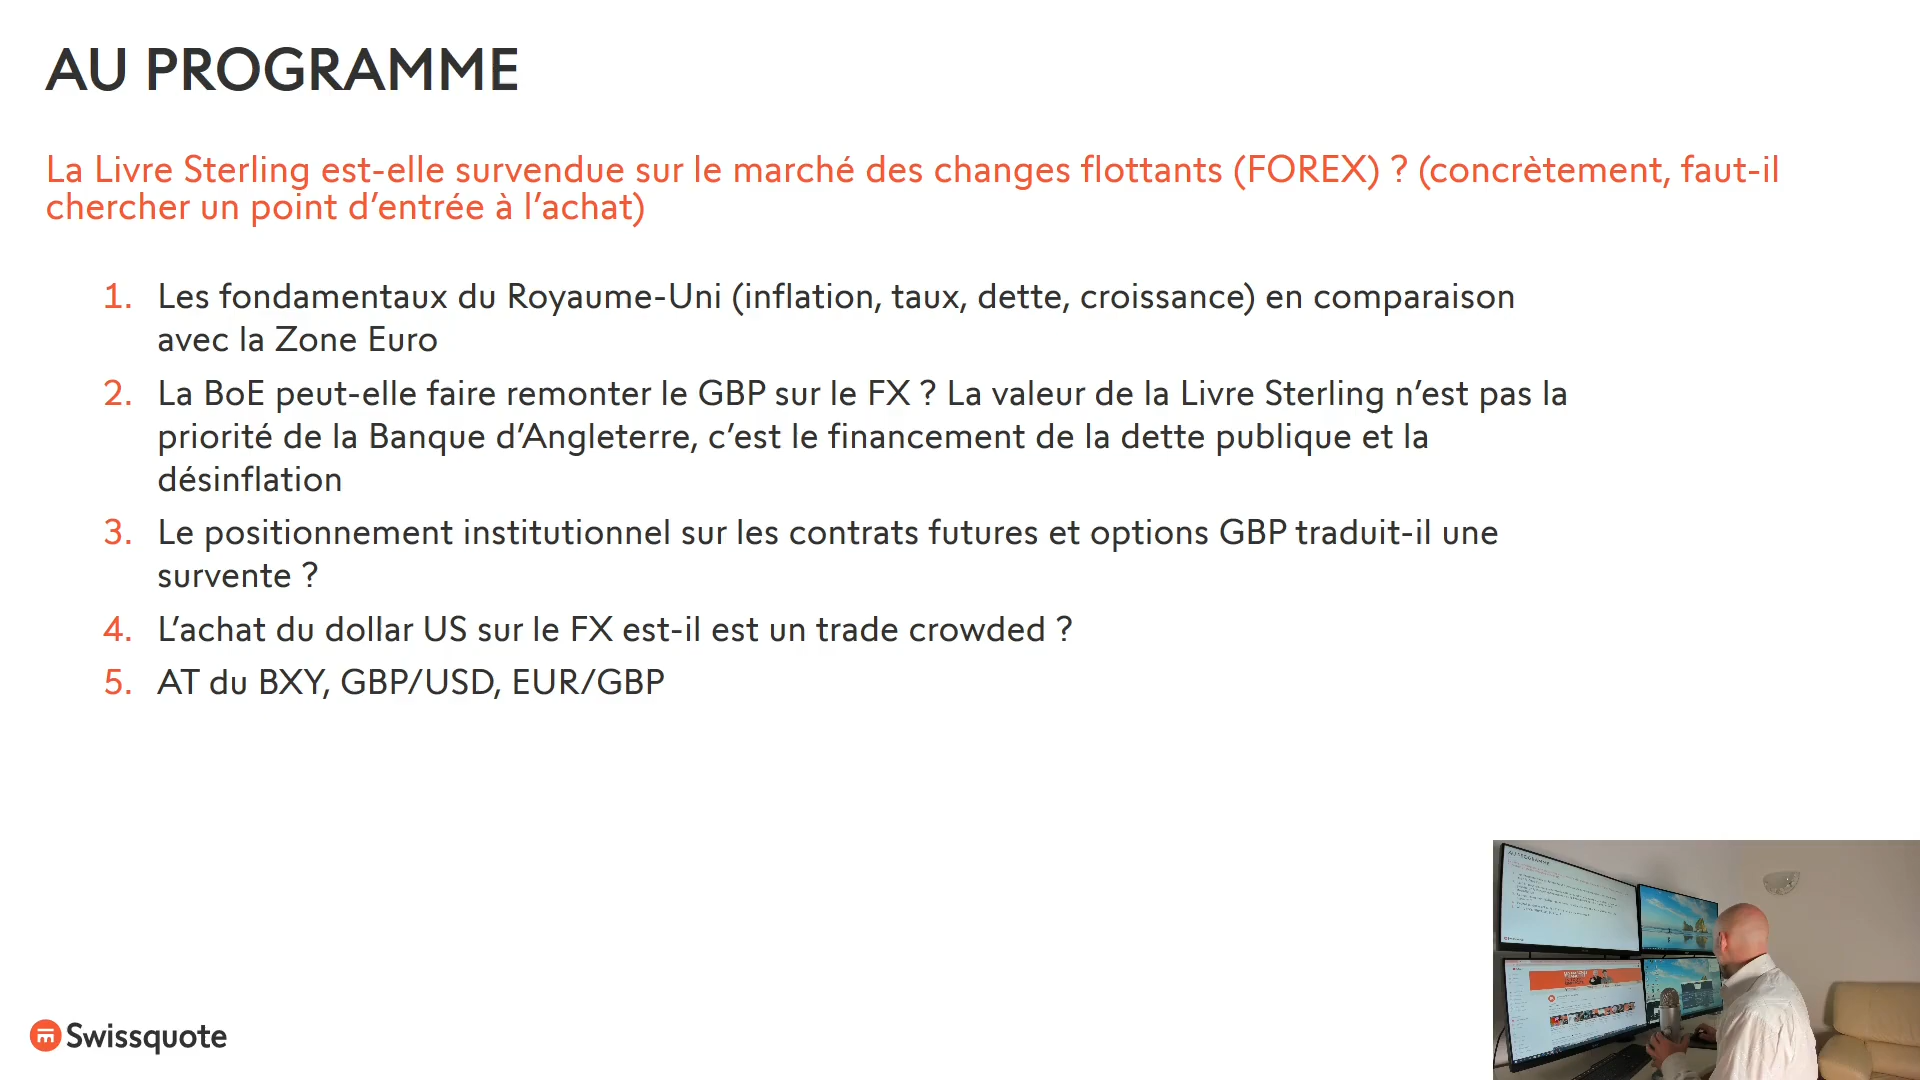 AU PROGRAMME
La Livre Sterling est-elle survendue sur le marché des changes flottants (FOREX) ? (concrètement, faut-il
chercher un point d’entrée à l’achat)
1. Les fondamentaux du Royaume-Uni (inflation, taux, dette, croissance) en comparaison
avec la Zone Euro
2. La BoE peut-elle faire remonter le GBP sur le FX ? La valeur de la Livre Sterling n’est pas la
priorité de la Banque d’Angleterre, c’est le financement de la dette publique et la
désinflation
3. Le positionnement institutionnel sur les contrats futures et options GBP traduit-il une
survente ?
4. L’achat du dollar US sur le FX est-il est un trade crowded ?
5. AT du BXY, GBP/USD, EUR/GBP
Swissquote
AU PROGRAMME